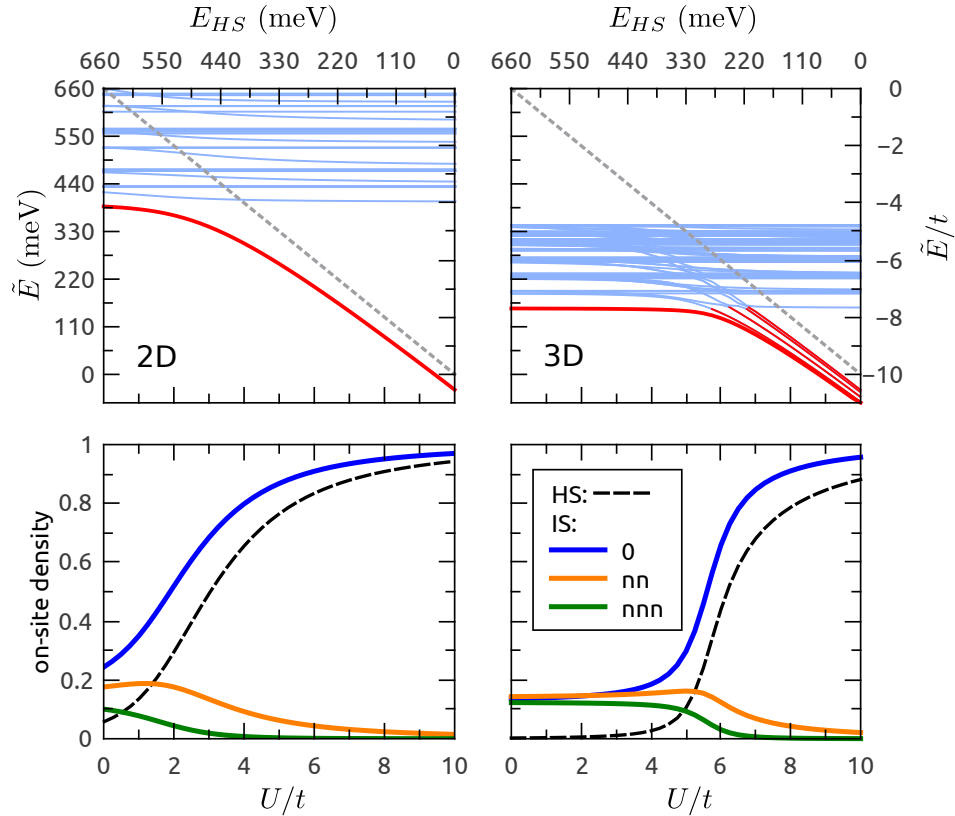 E_HS (meV) E_HS (meV)
660 550 440 330 220 110 0 660 550 440 330 220 110 0
660 0
550 −2
440 −4
330 −6
220 −8
110 −10
0
Ẽ (meV)
Ẽ/t
2D 3D
1
0.8
0.6
0.4
0.2
0
on-site density
HS:
IS:
0
nn
nnn
0 2 4 6 8 10 0 2 4 6 8 10
U/t U/t